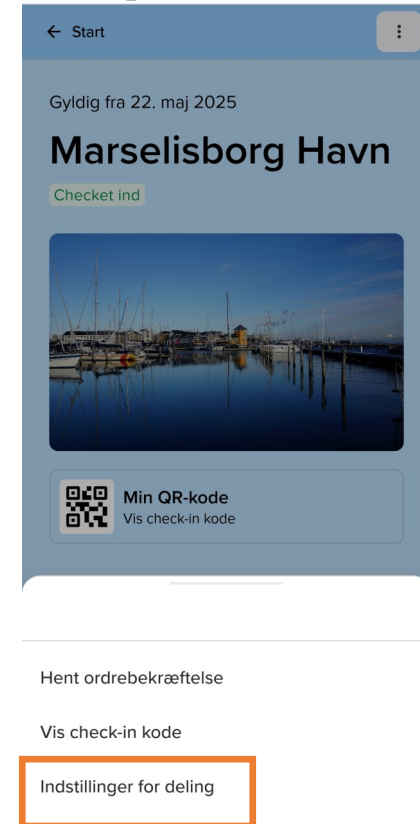 Start
Gyldig fra 22. maj 2025
Marselisborg Havn
Checket ind
Min QR-kode
Vis check-in kode
Hent ordrebekræftelse
Vis check-in kode
Indstillinger for deling